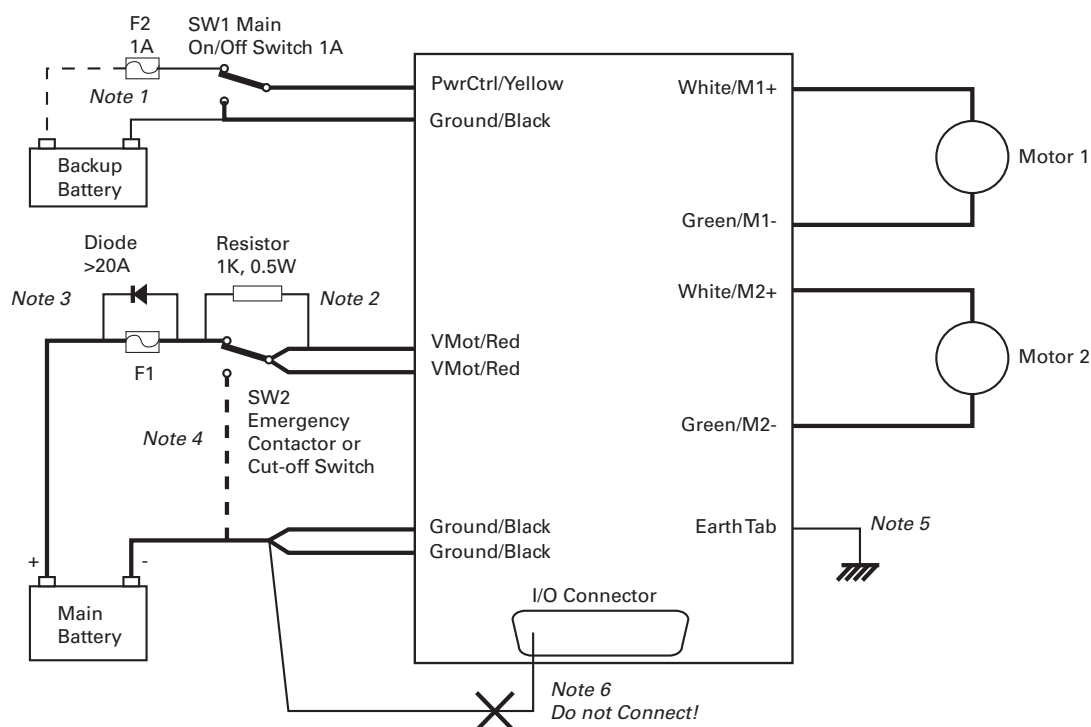 F2
1A
SW1 Main
On/Off Switch 1A
Note 1
Backup
Battery
PwrCtrl/Yellow
Ground/Black
White/M1+
Motor 1
Green/M1-
Diode
>20A
Resistor
1K, 0.5W
Note 3
Note 2
F1
VMot/Red
VMot/Red
White/M2+
Motor 2
Green/M2-
SW2
Emergency
Contactor or
Cut-off Switch
Note 4
Ground/Black
Ground/Black
Earth Tab
Note 5
+
-
Main
Battery
I/O Connector
Note 6
Do not Connect!